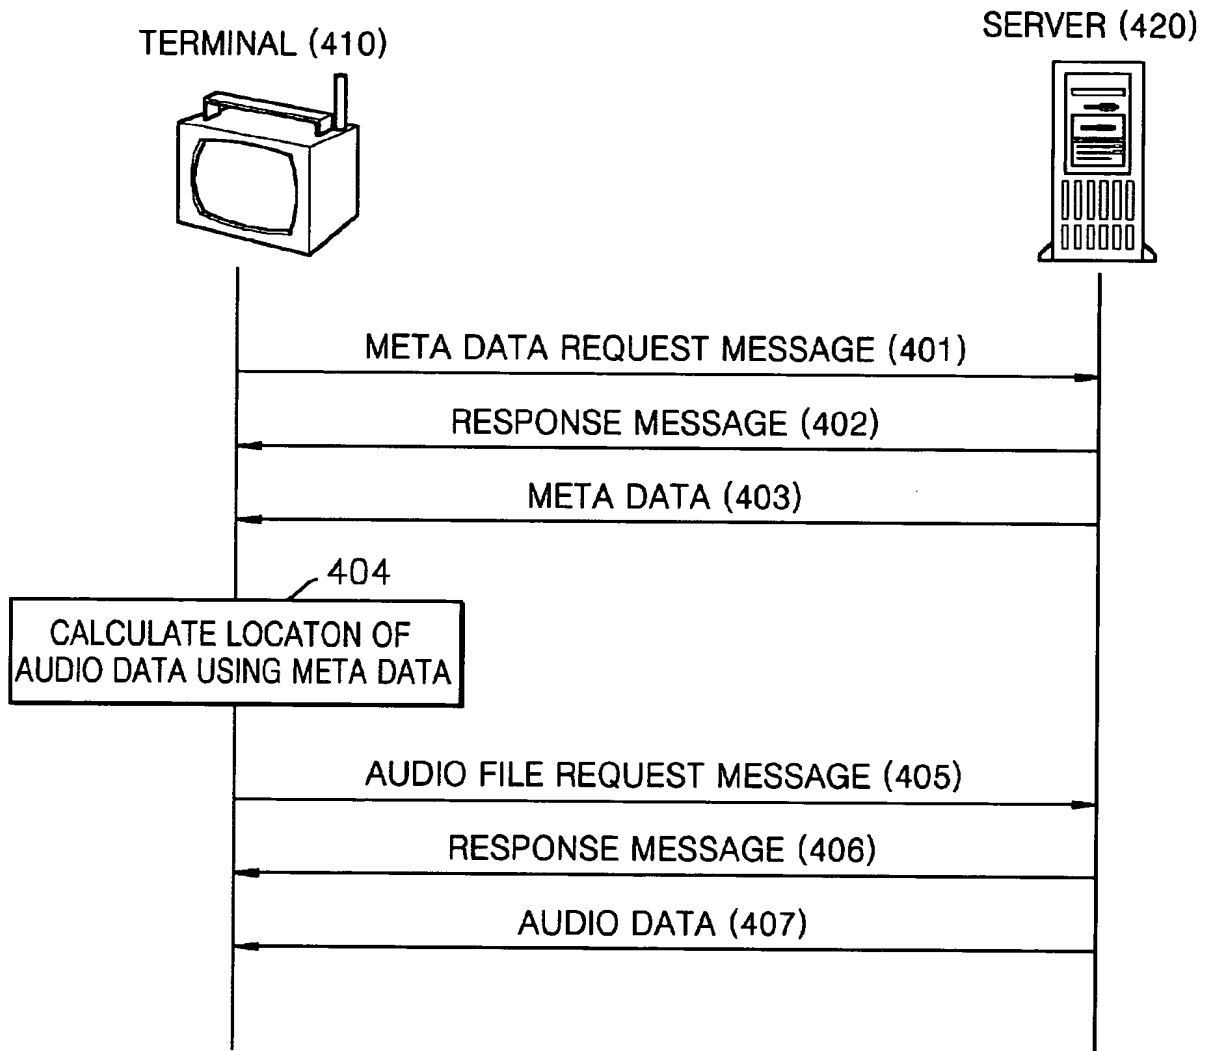 TERMINAL (410)
SERVER (420)
META DATA REQUEST MESSAGE (401)
RESPONSE MESSAGE (402)
META DATA (403)
404
CALCULATE LOCATON OF
AUDIO DATA USING META DATA
AUDIO FILE REQUEST MESSAGE (405)
RESPONSE MESSAGE (406)
AUDIO DATA (407)